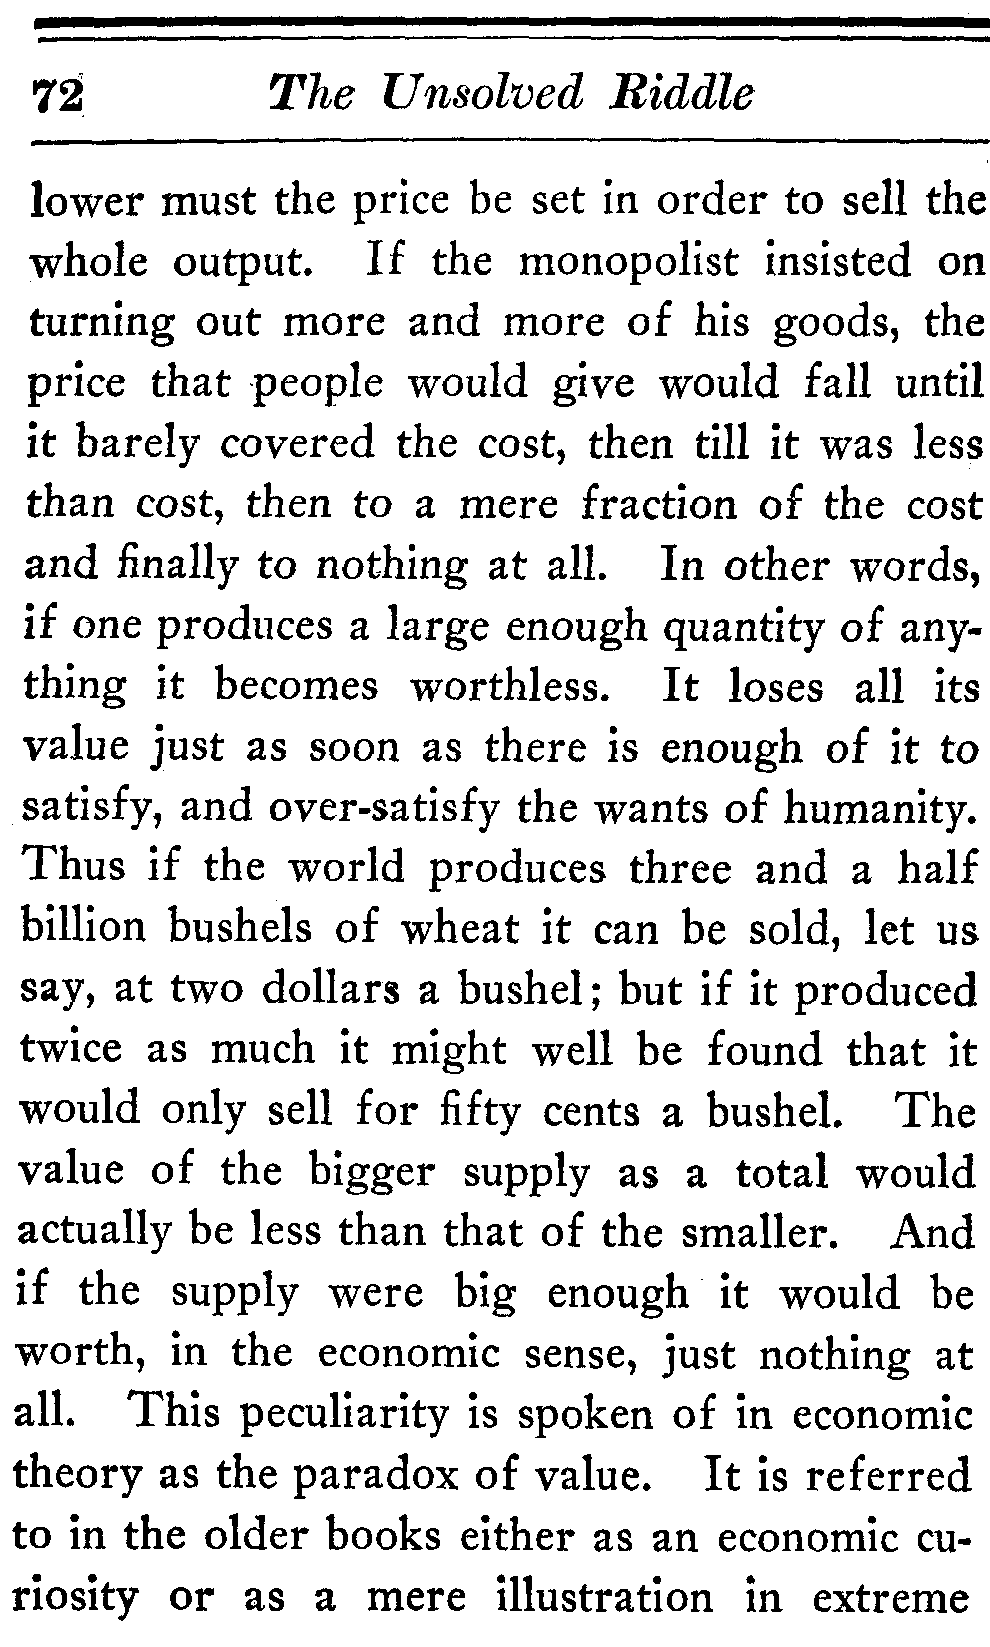 72 The Unsolved Riddle
lower must the price be set in order to sell the
whole output. If the monopolist insisted on
turning out more and more of his goods, the
price that people would give would fall until
it barely covered the cost, then till it was less
than cost, then to a mere fraction of the cost
and finally to nothing at all. In other words,
if one produces a large enough quantity of any-
thing it becomes worthless. It loses all its
value just as soon as there is enough of it to
satisfy, and over-satisfy the wants of humanity.
Thus if the world produces three and a half
billion bushels of wheat it can be sold, let us
say, at two dollars a bushel; but if it produced
twice as much it might well be found that it
would only sell for fifty cents a bushel. The
value of the bigger supply as a total would
actually be less than that of the smaller. And
if the supply were big enough it would be
worth, in the economic sense, just nothing at
all. This peculiarity is spoken of in economic
theory as the paradox of value. It is referred
to in the older books either as an economic cu-
riosity or as a mere illustration in extreme